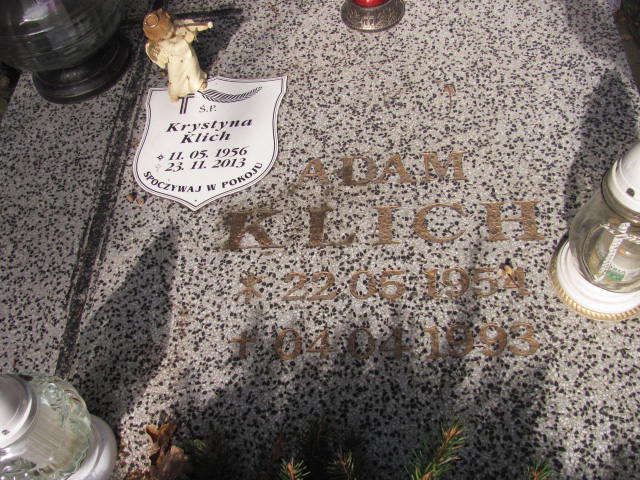 Ś.P.
Krystyna
Klich
☼ 11. 05. 1956
23. 11. 2013
SPOCZYWAJ W POKOJU
ADAM
KLICH
* 22 05 1954
+ 04 04 1993